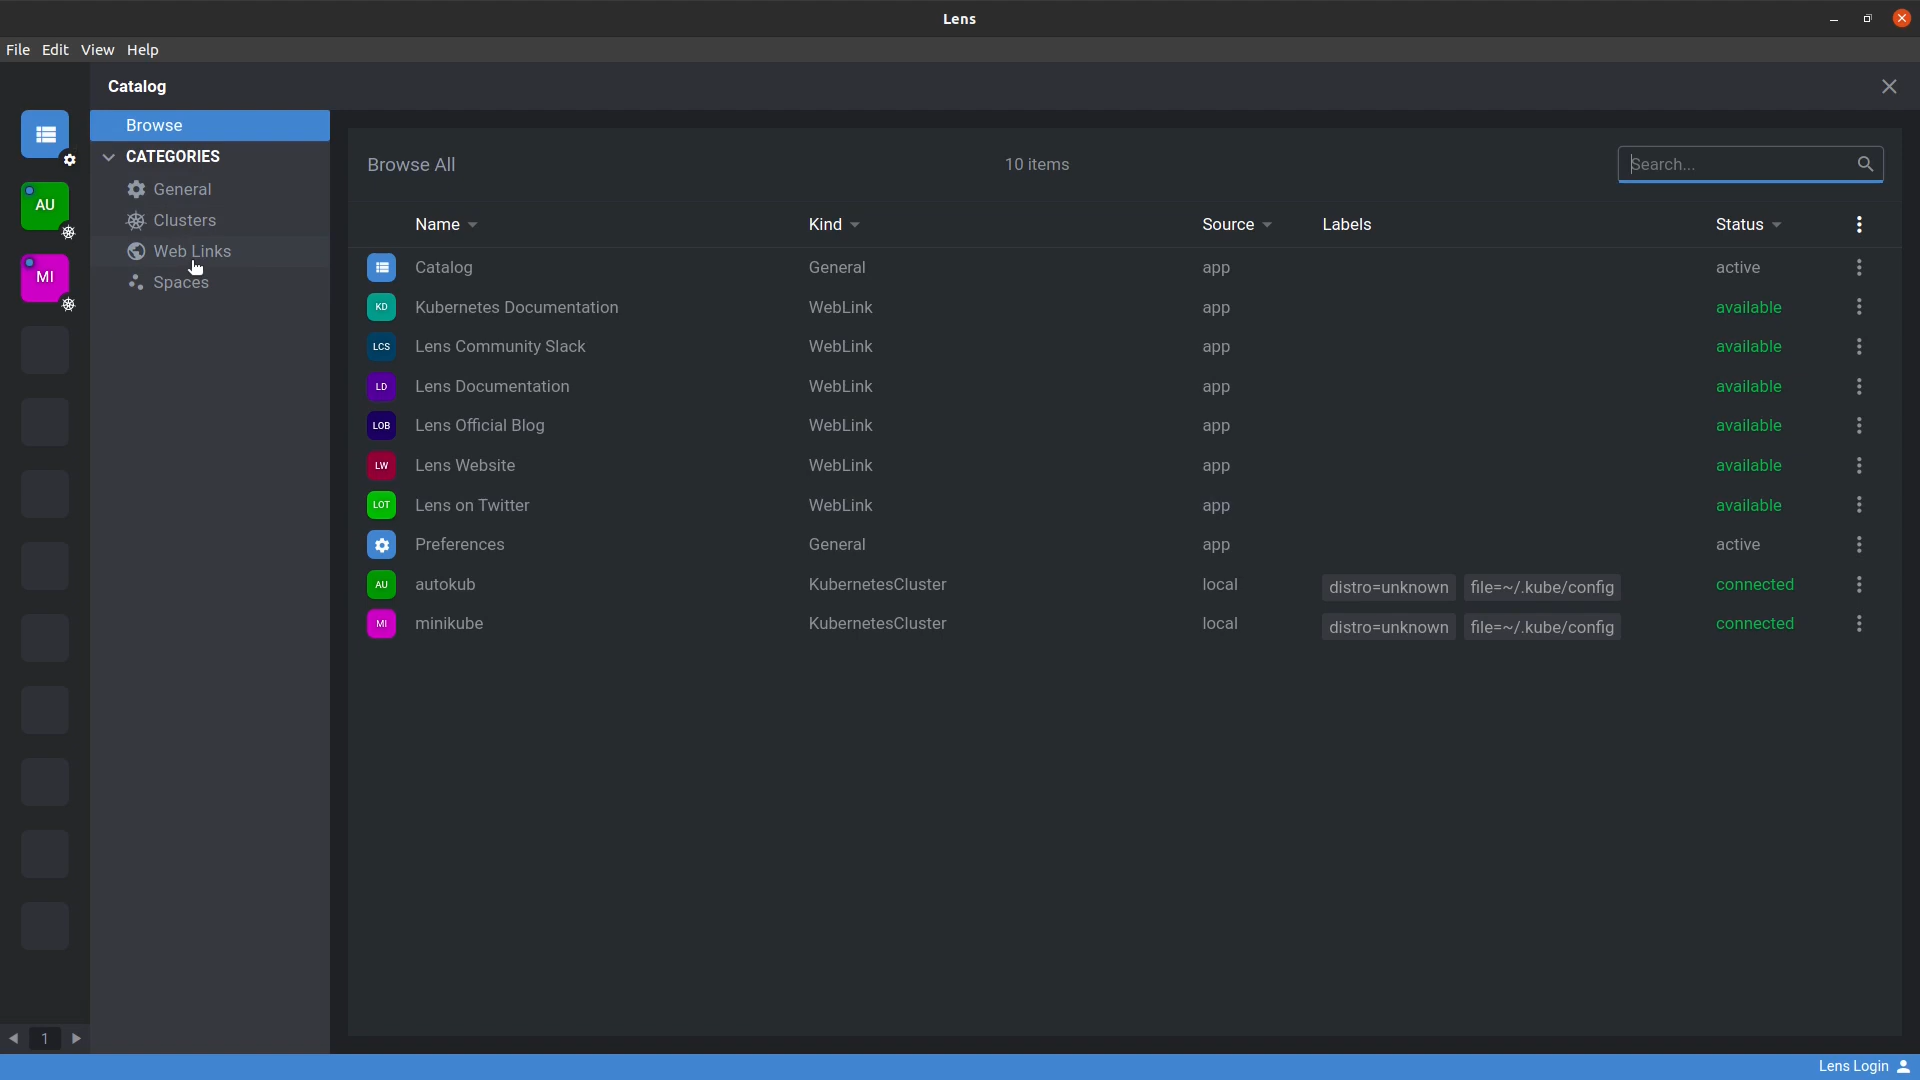 Lens
File Edit View Help
Catalog
Browse
CATEGORIES
General
Clusters
Web Links
Spaces
AU
MI
1
Browse All 10 items Search...
Name Kind Source Labels Status
Catalog General app active
KD Kubernetes Documentation WebLink app available
LCS Lens Community Slack WebLink app available
LD Lens Documentation WebLink app available
LOB Lens Official Blog WebLink app available
LW Lens Website WebLink app available
LOT Lens on Twitter WebLink app available
Preferences General app active
AU autokub KubernetesCluster local distro=unknown file=~/.kube/config connected
MI minikube KubernetesCluster local distro=unknown file=~/.kube/config connected
Lens Login